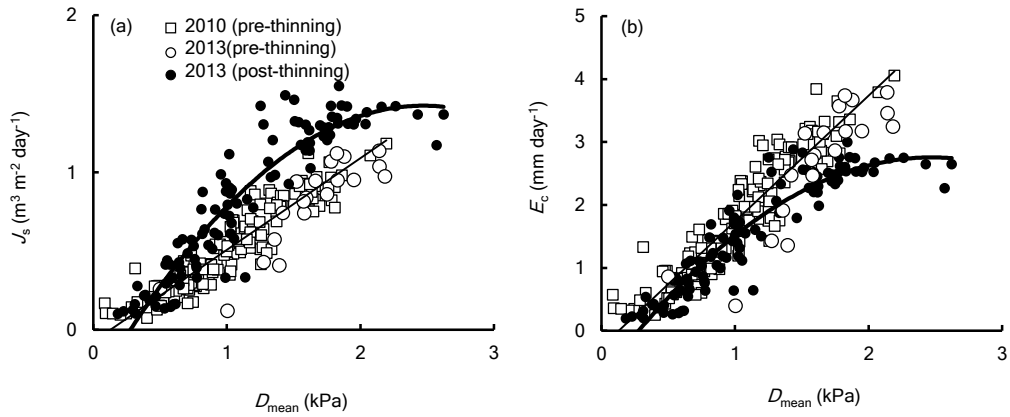 (a)
2010 (pre-thinning)
2013(pre-thinning)
2013 (post-thinning)
2
1
0
Js (m3 m-2 day-1)
0 1 2 3
Dmean (kPa)
(b)
5
4
3
2
1
0
Ec (mm day-1)
0 1 2 3
Dmean (kPa)